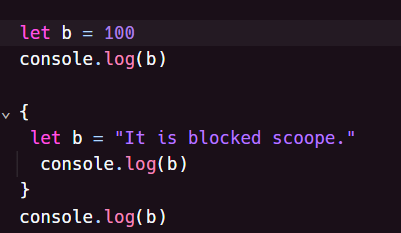 let b = 100
console.log(b)
{
let b = "It is blocked scoope."
console.log(b)
}
console.log(b)